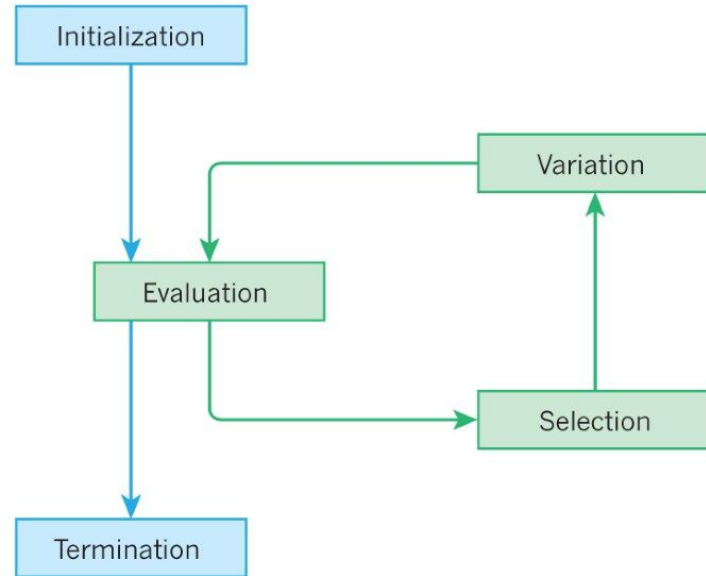 Initialization
Variation
Evaluation
Selection
Termination